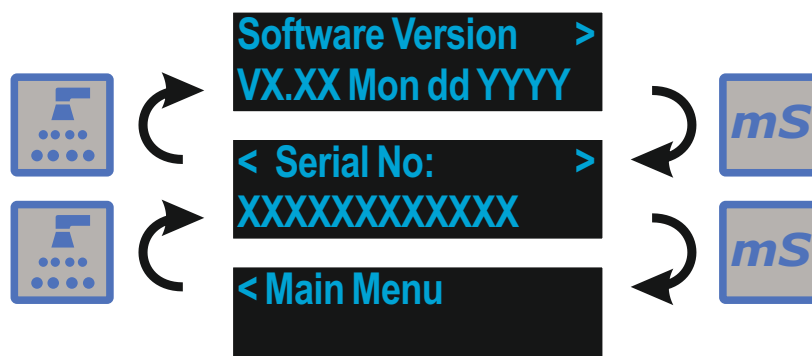 Software Version >
VX.XX Mon dd YYYY
mS
< Serial No: >
XXXXXXXXXXXX
mS
< Main Menu